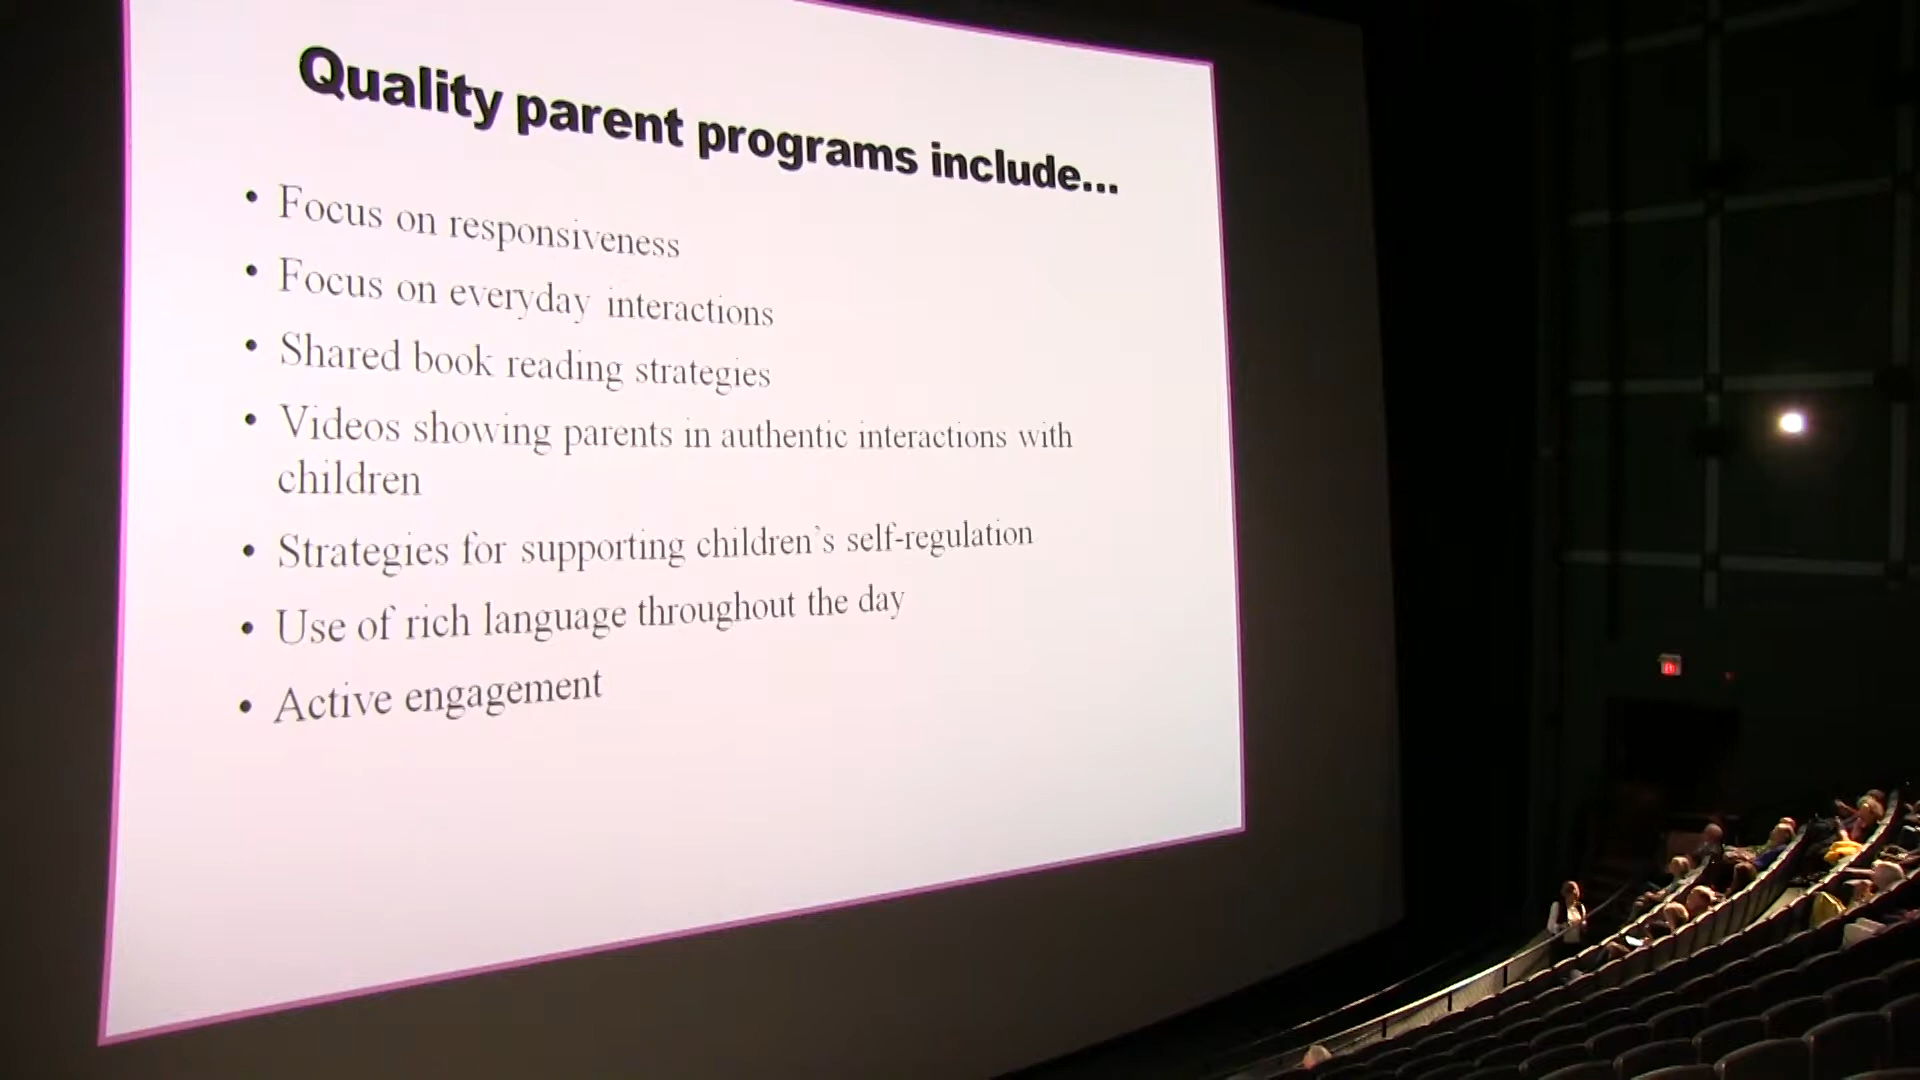 Quality parent programs include...
• Focus on responsiveness
• Focus on everyday interactions
• Shared book reading strategies
• Videos showing parents in authentic interactions with
children
• Strategies for supporting children's self-regulation
• Use of rich language throughout the day
• Active engagement